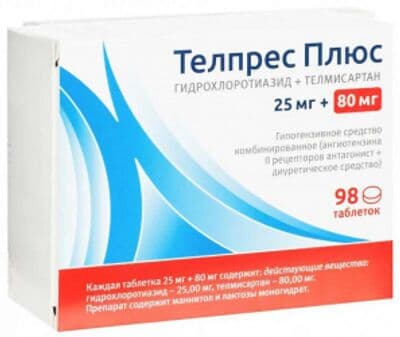 Телпрес Плюс
ГИДРОХЛОРОТИАЗИД + ТЕЛМИСАРТАН
25 мг + 80 мг
Гипотензивное средство
комбинированное (ангиотензина
II рецепторов антагонист +
диуретическое средство)
98
таблеток
Каждая таблетка 25 мг + 80 мг содержит: действующие вещества:
гидрохлоротиазид – 25,00 мг, телмисартан – 80,00 мг.
Препарат содержит маннитол и лактозы моногидрат.